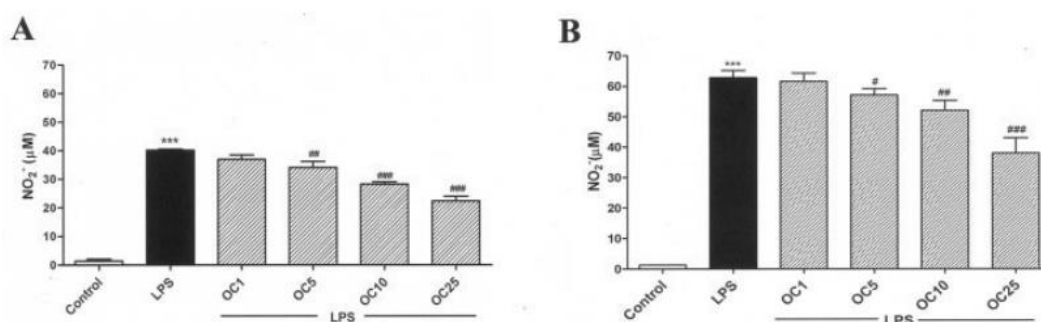 A
NO₂⁻ (μM)
70
60
50
40
30
20
10
0
***
##
###
###
Control
LPS
OC1
OC5
OC10
OC25
LPS
B
NO₂⁻(μM)
70
60
50
40
30
20
10
0
***
#
##
###
Control
LPS
OC1
OC5
OC10
OC25
LPS